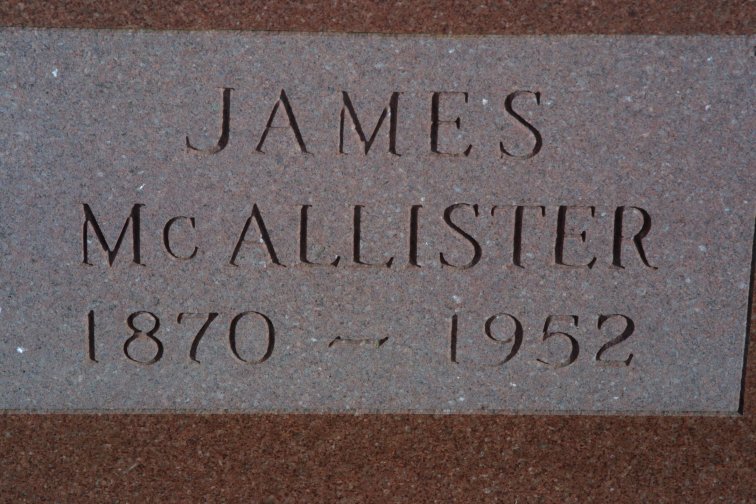 JAMES
McALLISTER
1870 ~ 1952